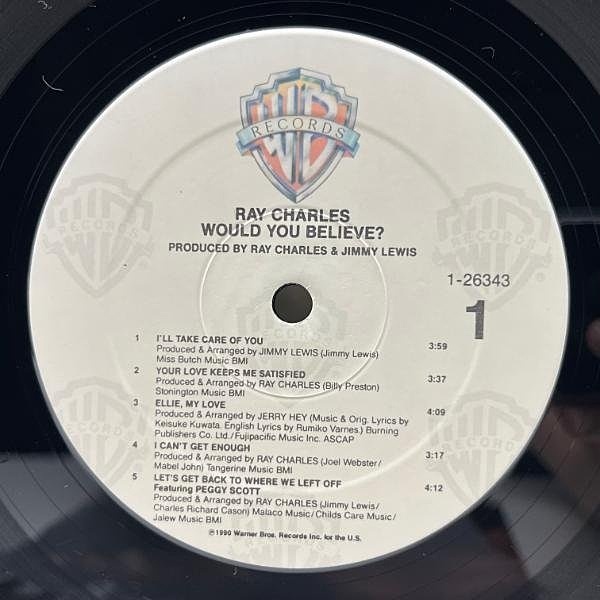 WB
RECORDS
RAY CHARLES
WOULD YOU BELIEVE?
PRODUCED BY RAY CHARLES & JIMMY LEWIS
1-26343
1
1 I'LL TAKE CARE OF YOU 3:59
Produced & Arranged by JIMMY LEWIS (Jimmy Lewis)
Miss Butch Music BMI
2 YOUR LOVE KEEPS ME SATISFIED 3:37
Produced & Arranged by RAY CHARLES (Billy Preston)
Stonington Music BMI
3 ELLIE, MY LOVE 4:09
Produced & Arranged by JERRY HEY (Music & Orig. Lyrics by
Keisuke Kuwata. English Lyrics by Rumiko Varnes.) Burning
Publishers Co. Ltd./Fujipacific Music Inc. ASCAP
4 I CAN'T GET ENOUGH 3:17
Produced & Arranged by RAY CHARLES (Joel Webster/
Mabel John) Tangerine Music BMI
5 LET'S GET BACK TO WHERE WE LEFT OFF 4:12
Featuring PEGGY SCOTT
Produced & Arranged by RAY CHARLES (Jimmy Lewis/
Charles Richard Cason) Malaco Music/Childs Care Music/
Jalew Music BMI
℗1990 Warner Bros. Records Inc. for the U.S.